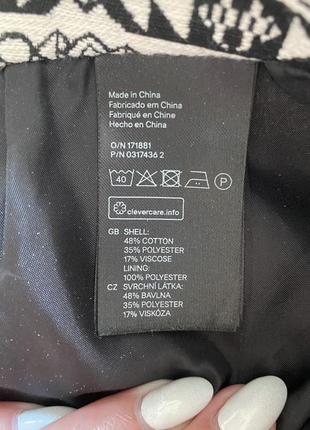 Made in China
Fabricado em China
Fabriqué en Chine
Hecho en China
O/N 171881
P/N 0317436 2
40 P
clevercare.info
GB SHELL:
48% COTTON
35% POLYESTER
17% VISCOSE
LINING:
100% POLYESTER
CZ SVRCHNÍ LÁTKA:
48% BAVLNA
35% POLYESTER
17% VISKÓZA